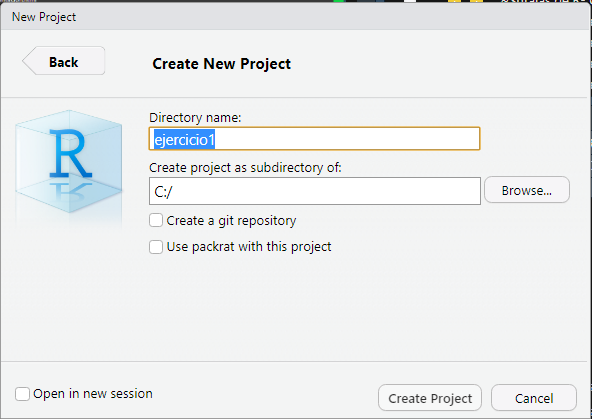 New Project
Back
Create New Project
R
Directory name:
ejercicio1
Create project as subdirectory of:
C:/
Browse...
Create a git repository
Use packrat with this project
Open in new session
Create Project
Cancel